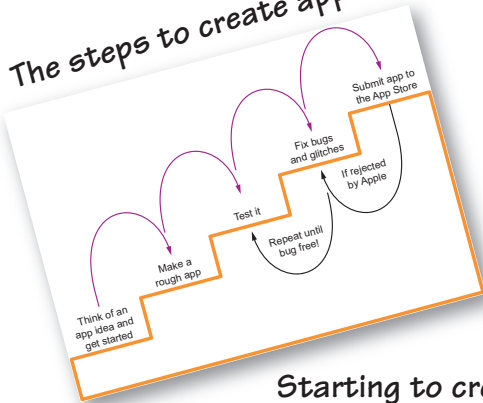 The steps to create app
Submit app to
the App Store
Fix bugs
and glitches
If rejected
by Apple
Test it
Repeat until
bug free!
Make a
rough app
Think of an
app idea and
get started
Starting to cre